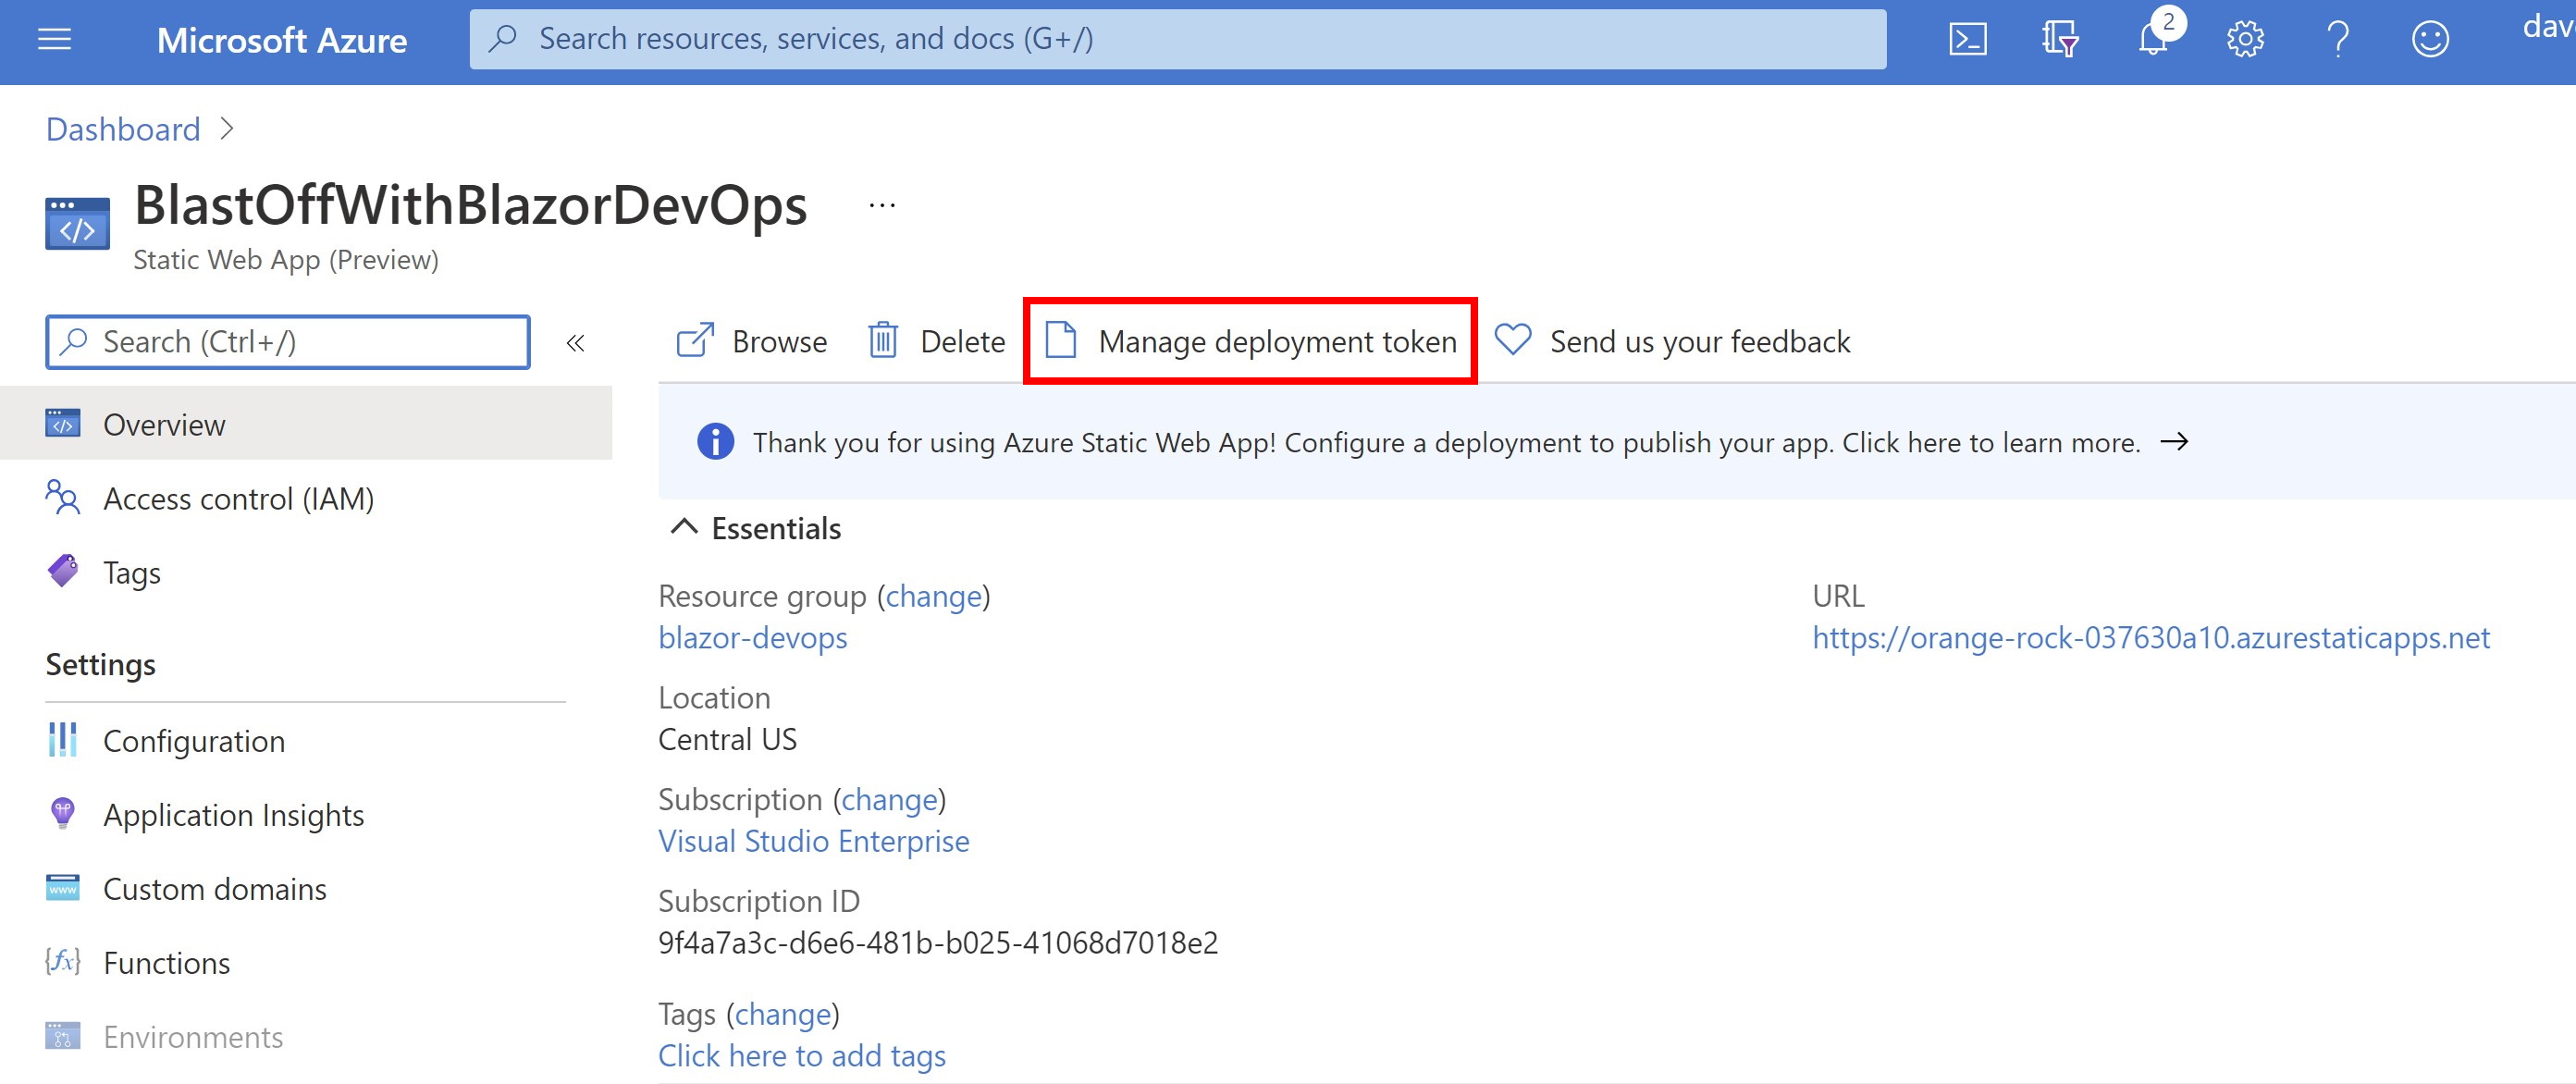 Microsoft Azure
Search resources, services, and docs (G+/)
2
Dashboard
BlastOffWithBlazorDevOps
...
Static Web App (Preview)
Search (Ctrl+/)
«
Browse
Delete
Manage deployment token
Send us your feedback
Overview
Access control (IAM)
Tags
Settings
Configuration
Application Insights
Custom domains
Functions
Environments
Thank you for using Azure Static Web App! Configure a deployment to publish your app. Click here to learn more. →
Essentials
Resource group (change)
blazor-devops
Location
Central US
Subscription (change)
Visual Studio Enterprise
Subscription ID
9f4a7a3c-d6e6-481b-b025-41068d7018e2
Tags (change)
Click here to add tags
URL
https://orange-rock-037630a10.azurestaticapps.net